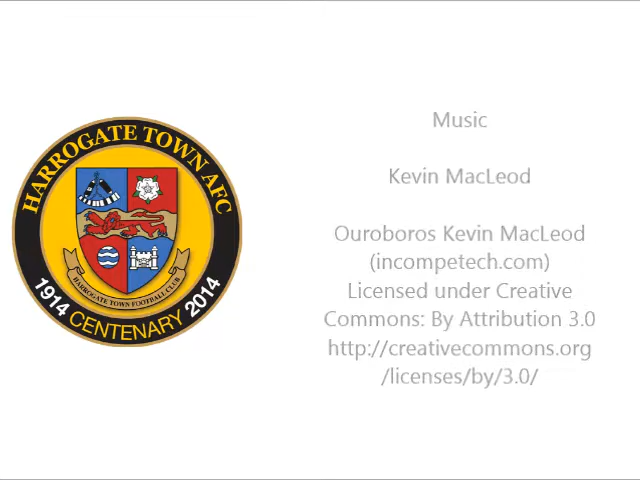 HARROGATE TOWN AFC
HARROGATE TOWN FOOTBALL CLUB
1914 CENTENARY 2014
Music
Kevin MacLeod
Ouroboros Kevin MacLeod
(incompetech.com)
Licensed under Creative
Commons: By Attribution 3.0
http://creativecommons.org
/licenses/by/3.0/